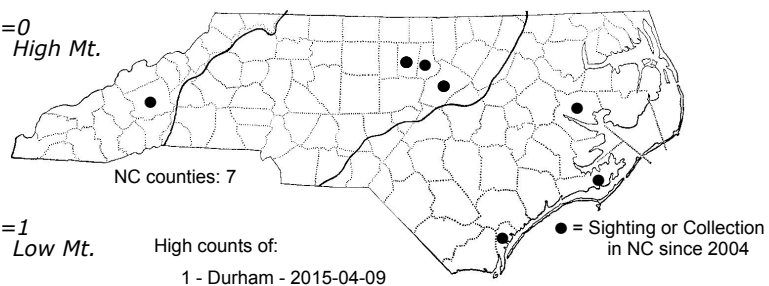 =0
High Mt.
NC counties: 7
=1
Low Mt.
High counts of:
1 - Durham - 2015-04-09
● = Sighting or Collection
in NC since 2004